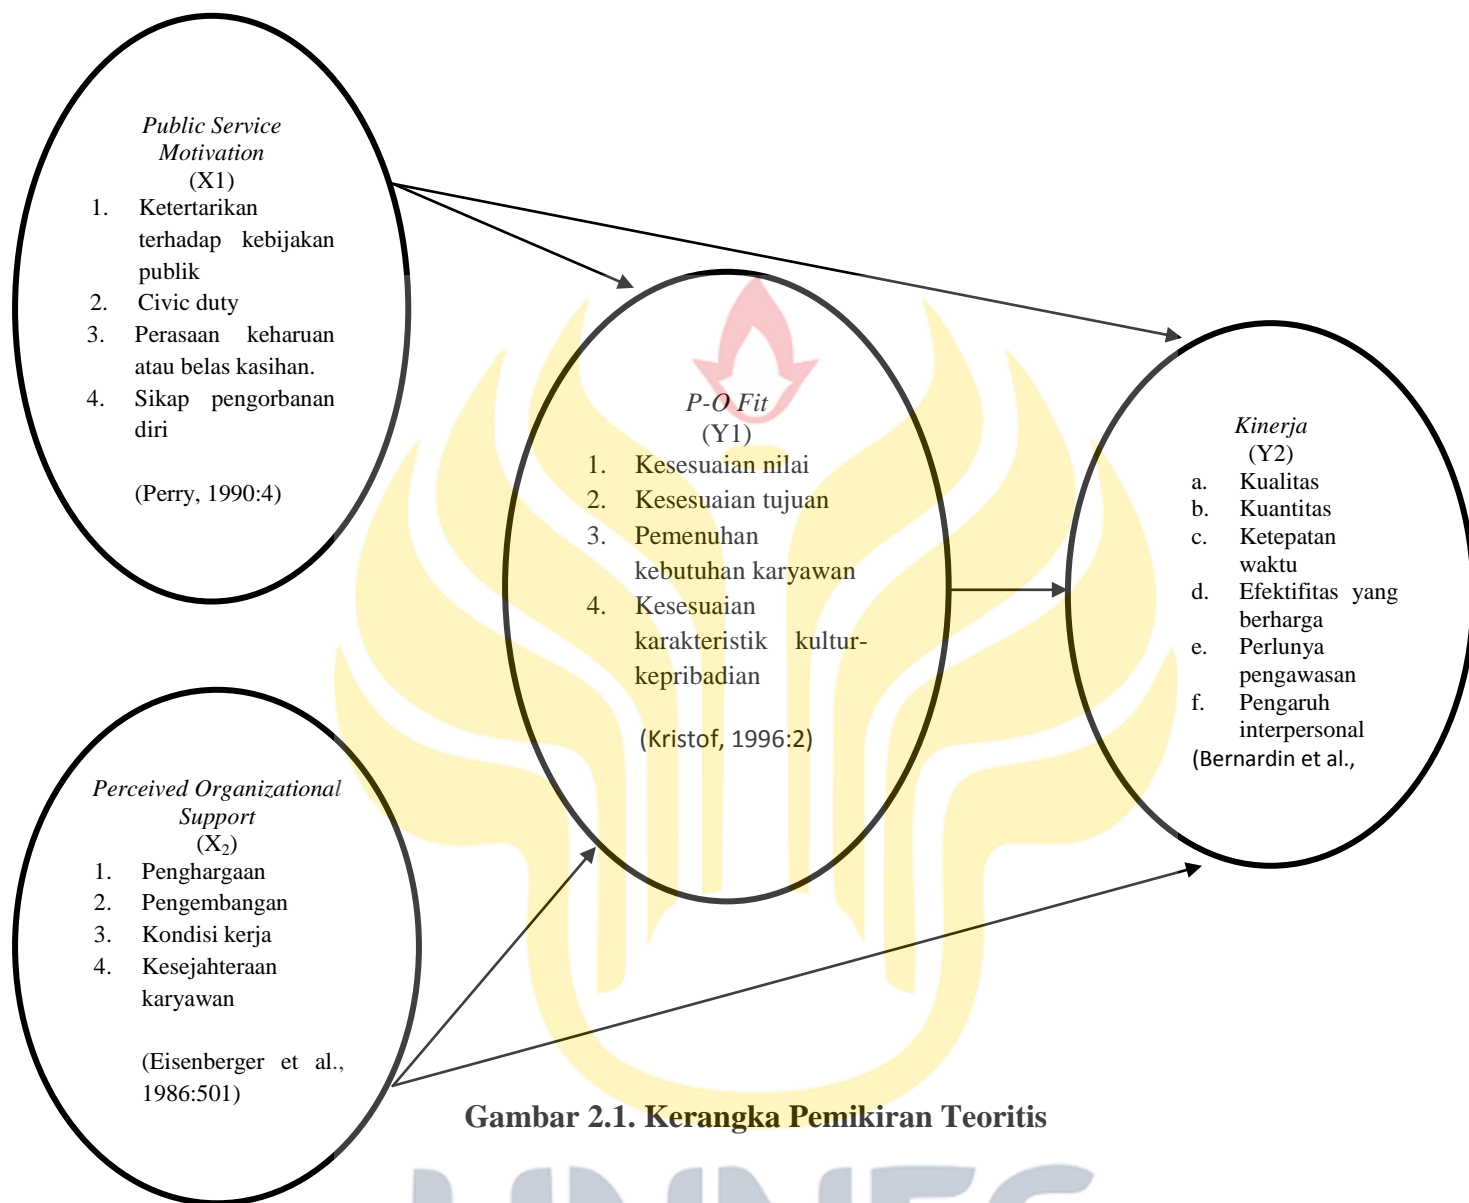 Public Service
Motivation
(X1)
1. Ketertarikan
terhadap kebijakan
publik
2. Civic duty
3. Perasaan keharuan
atau belas kasihan.
4. Sikap pengorbanan
diri
(Perry, 1990:4)
P-O Fit
(Y1)
1. Kesesuaian nilai
2. Kesesuaian tujuan
3. Pemenuhan
kebutuhan karyawan
4. Kesesuaian
karakteristik kultur-
kepribadian
(Kristof, 1996:2)
Kinerja
(Y2)
a. Kualitas
b. Kuantitas
c. Ketepatan
waktu
d. Efektifitas yang
berharga
e. Perlunya
pengawasan
f. Pengaruh
interpersonal
(Bernardin et al.,
Perceived Organizational
Support
(X₂)
1. Penghargaan
2. Pengembangan
3. Kondisi kerja
4. Kesejahteraan
karyawan
(Eisenberger et al.,
1986:501)
Gambar 2.1. Kerangka Pemikiran Teoritis
UNNES